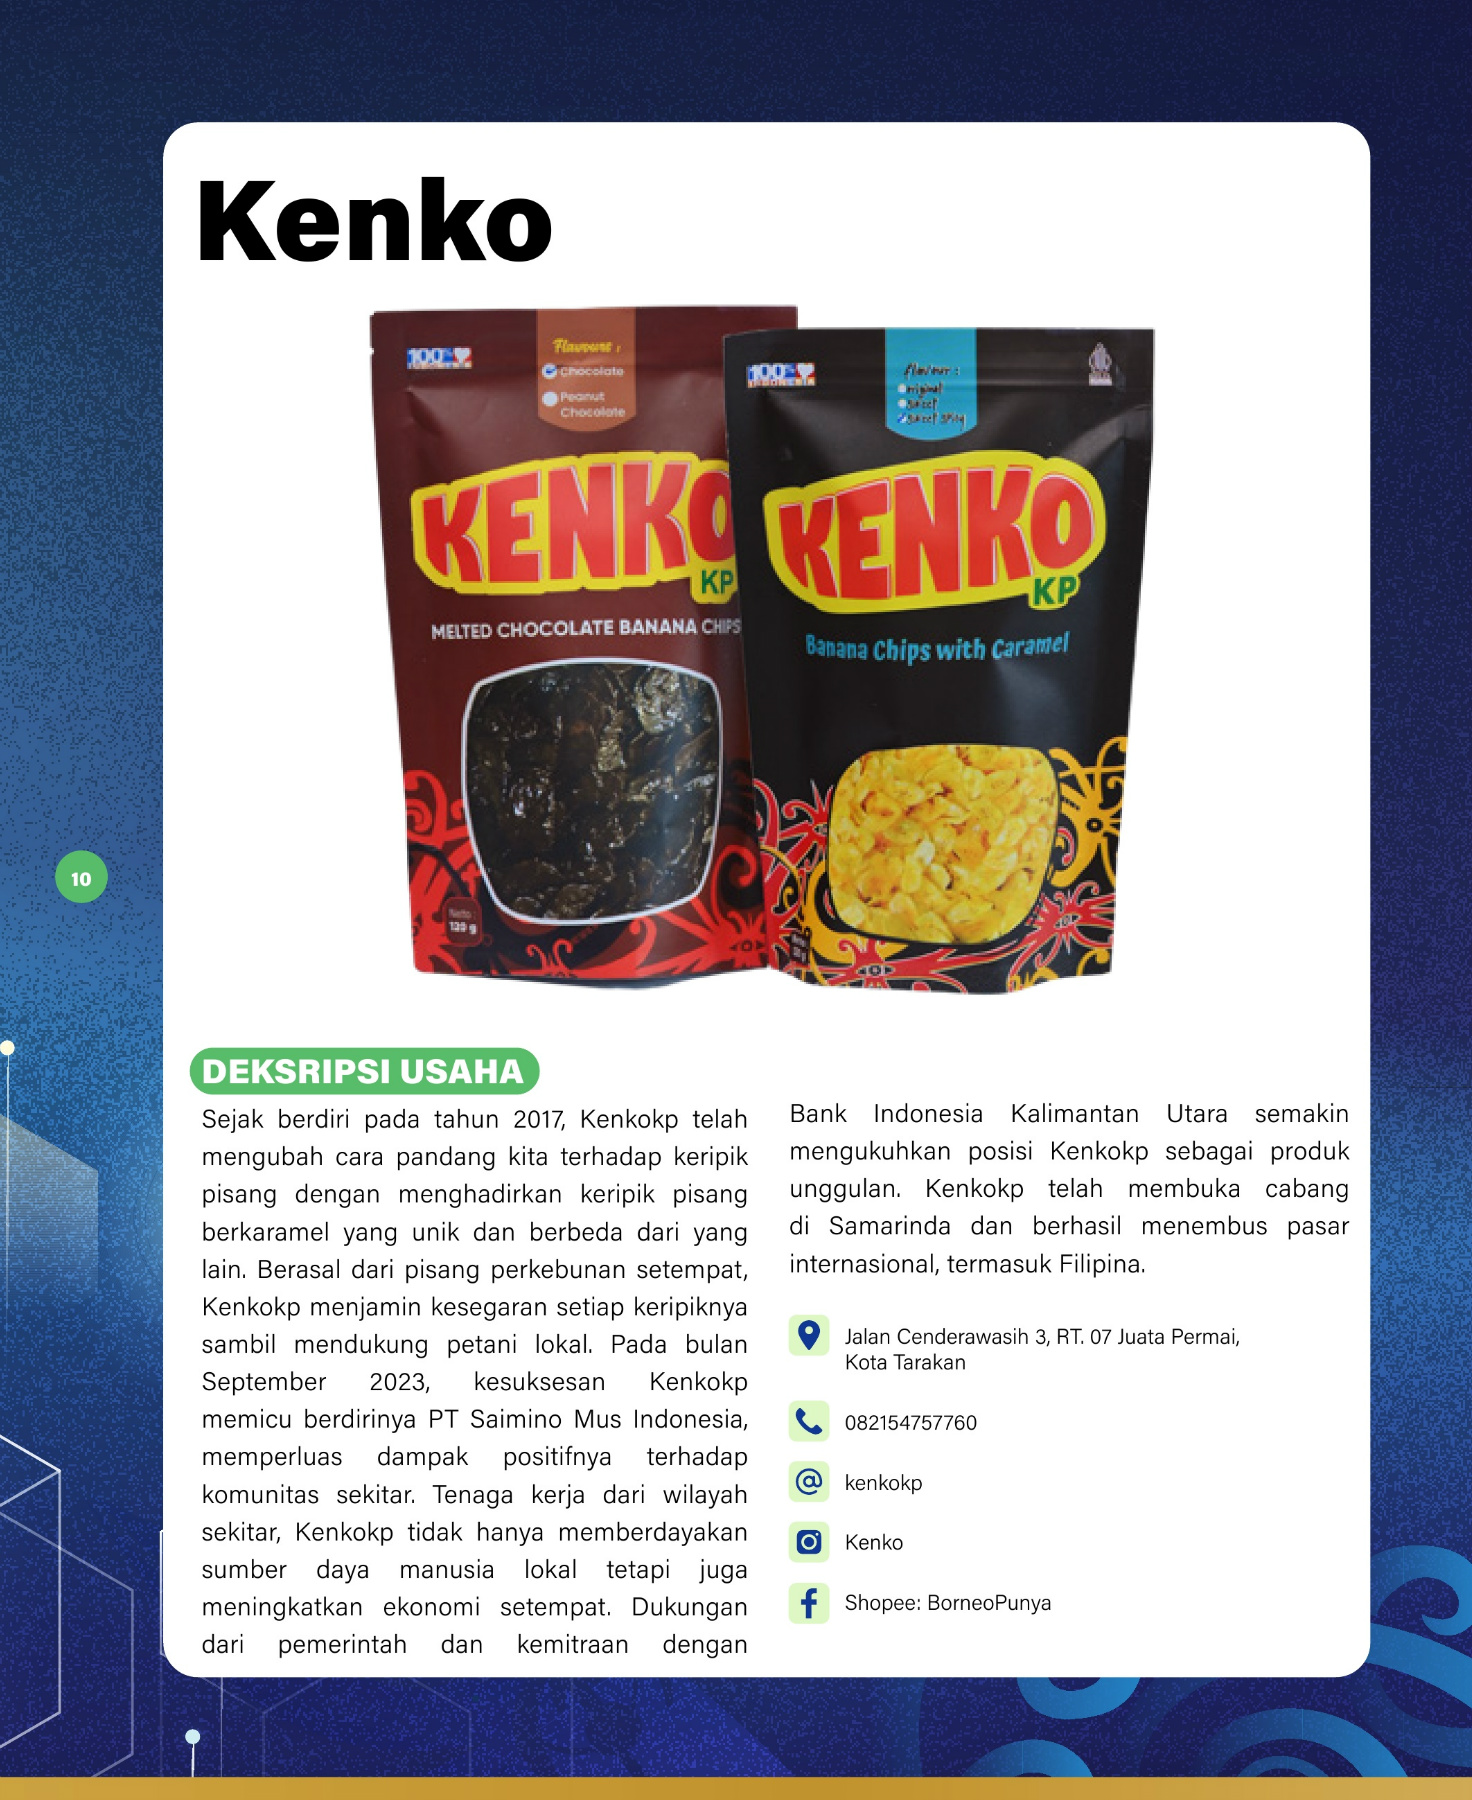 Kenko
100%
Flavours :
Chocolate
Peanut
Chocolate
KENKO
KP
MELTED CHOCOLATE BANANA CHIPS
Netto :
120 g
100%
flavour :
original
sweet
sweet spicy
KENKO
KP
Banana Chips with Caramel
10
DEKSRIPSI USAHA
Sejak berdiri pada tahun 2017, Kenkokp telah
mengubah cara pandang kita terhadap keripik
pisang dengan menghadirkan keripik pisang
berkaramel yang unik dan berbeda dari yang
lain. Berasal dari pisang perkebunan setempat,
Kenkokp menjamin kesegaran setiap keripiknya
sambil mendukung petani lokal. Pada bulan
September 2023, kesuksesan Kenkokp
memicu berdirinya PT Saimino Mus Indonesia,
memperluas dampak positifnya terhadap
komunitas sekitar. Tenaga kerja dari wilayah
sekitar, Kenkokp tidak hanya memberdayakan
sumber daya manusia lokal tetapi juga
meningkatkan ekonomi setempat. Dukungan
dari pemerintah dan kemitraan dengan
Bank Indonesia Kalimantan Utara semakin
mengukuhkan posisi Kenkokp sebagai produk
unggulan. Kenkokp telah membuka cabang
di Samarinda dan berhasil menembus pasar
internasional, termasuk Filipina.
Jalan Cenderawasih 3, RT. 07 Juata Permai,
Kota Tarakan
082154757760
kenkokp
Kenko
Shopee: BorneoPunya